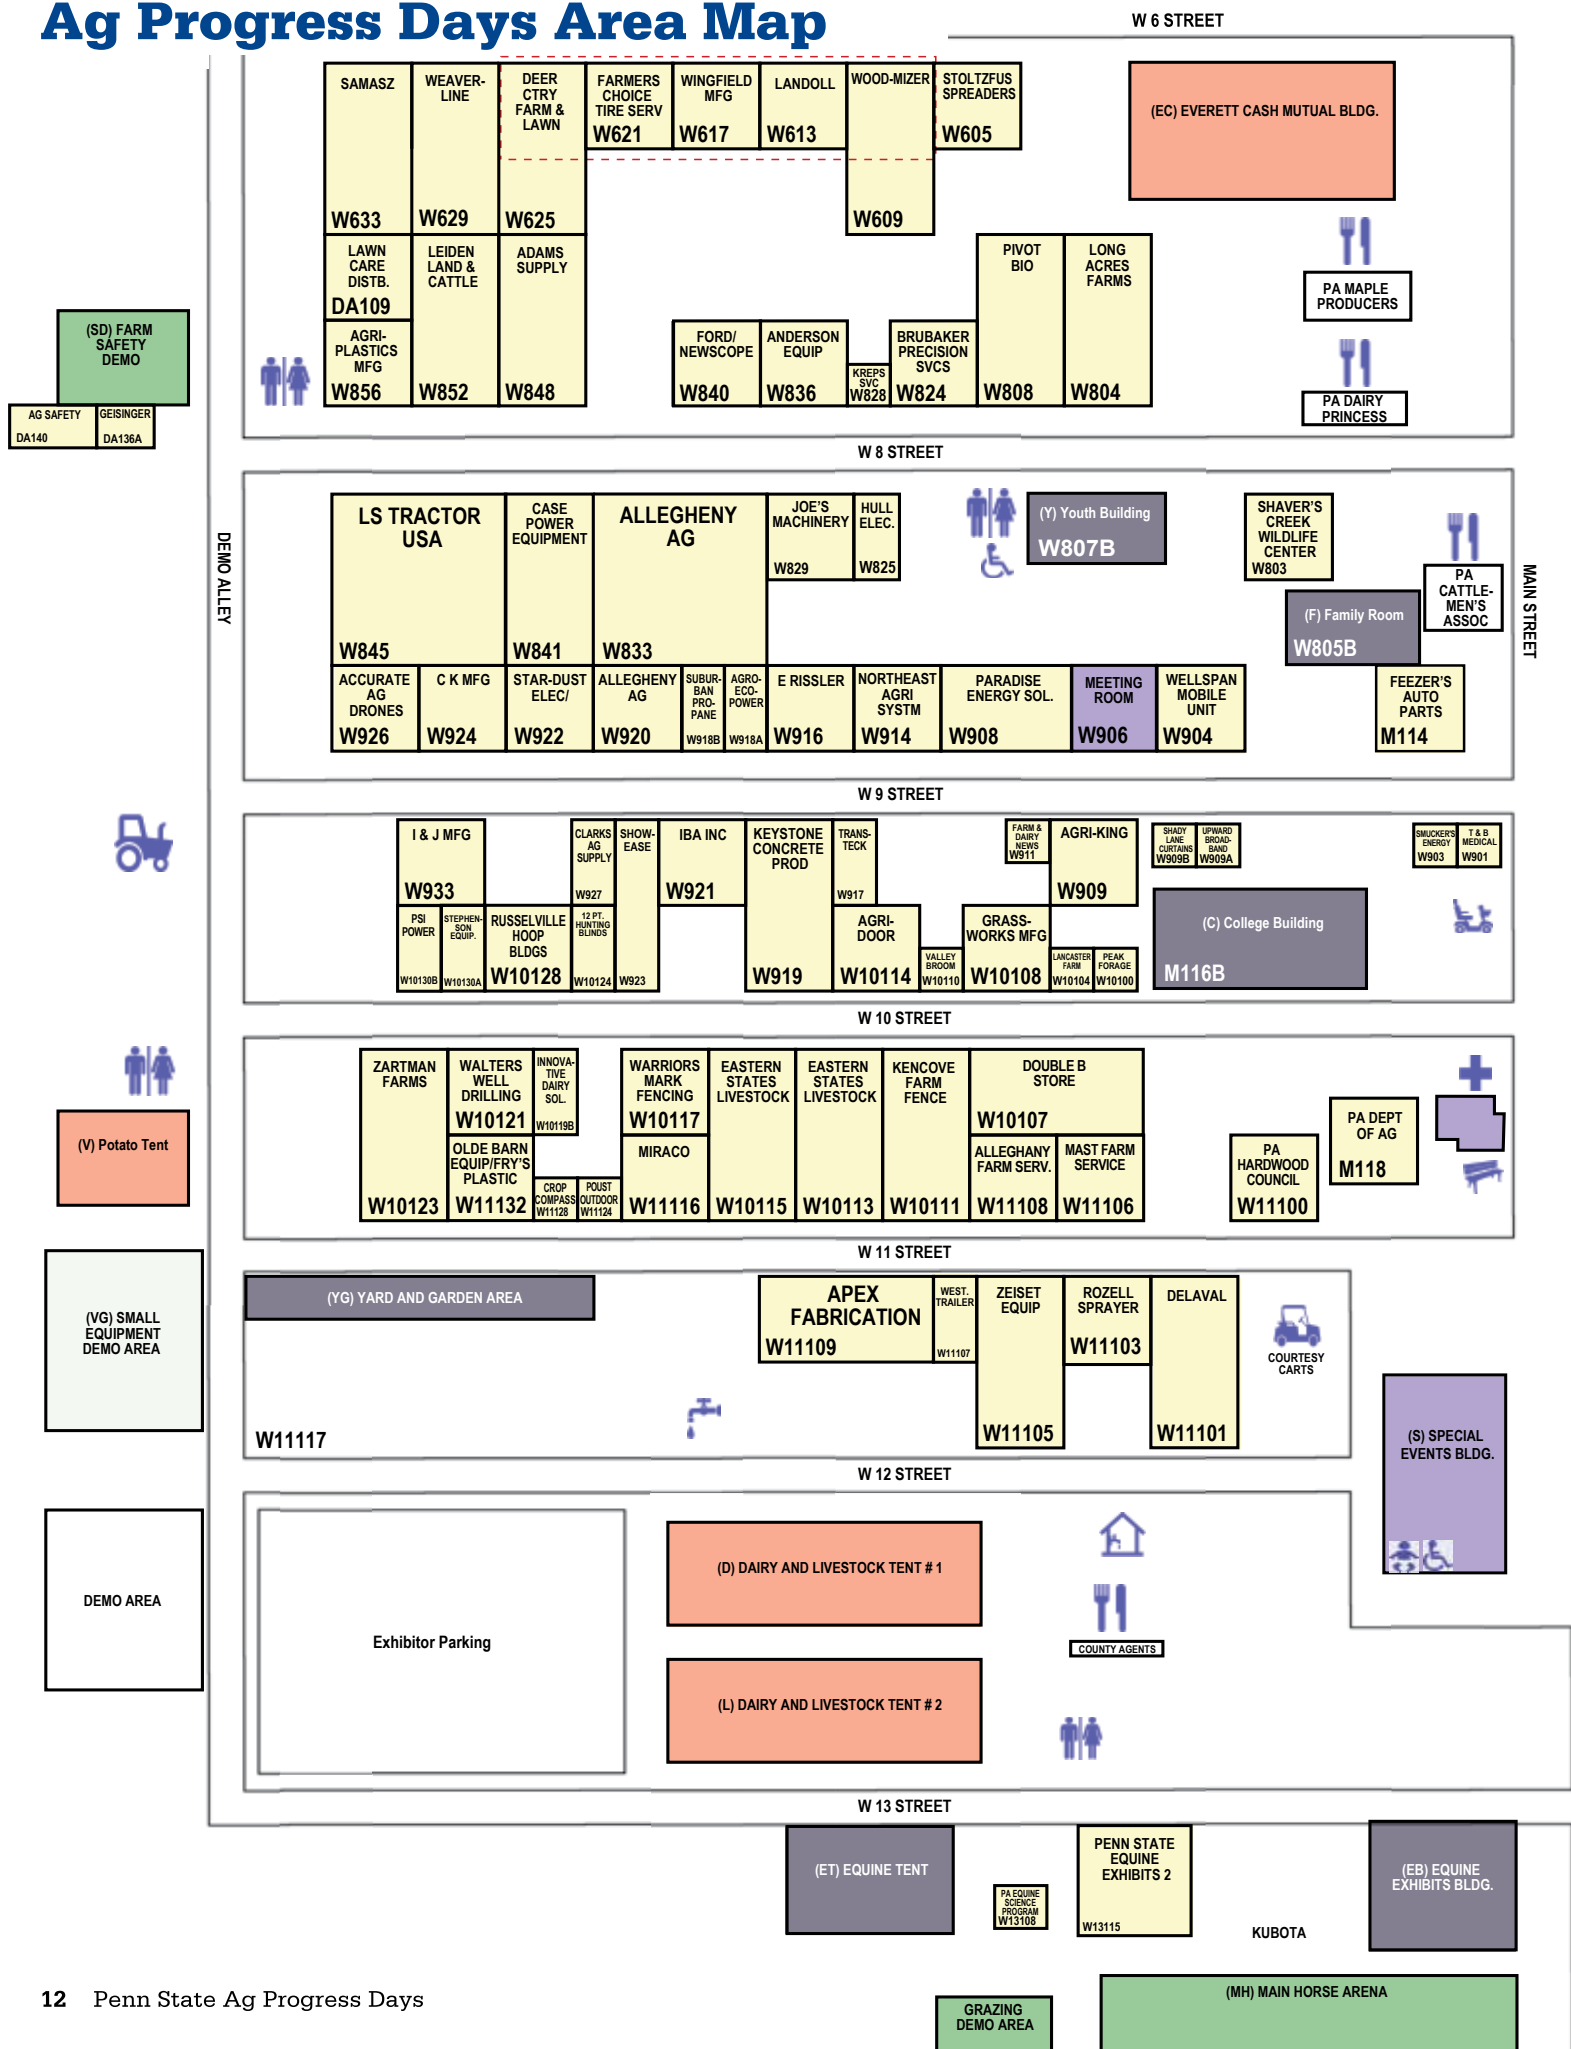 Ag Progress Days Area Map
W 6 STREET
SAMASZ
W633
WEAVER-
LINE
W629
DEER
CTRY
FARM &
LAWN
W625
FARMERS
CHOICE
TIRE SERV
W621
WINGFIELD
MFG
W617
LANDOLL
W613
WOOD-MIZER
W609
STOLTZFUS
SPREADERS
W605
(EC) EVERETT CASH MUTUAL BLDG.
LAWN
CARE
DISTB.
DA109
LEIDEN
LAND &
CATTLE
W852
ADAMS
SUPPLY
W848
AGRI-
PLASTICS
MFG
W856
FORD/
NEWSCOPE
W840
ANDERSON
EQUIP
W836
KREPS
SVC
W828
BRUBAKER
PRECISION
SVCS
W824
PIVOT
BIO
W808
LONG
ACRES
FARMS
W804
PA MAPLE
PRODUCERS
PA DAIRY
PRINCESS
(SD) FARM
SAFETY
DEMO
AG SAFETY
DA140
GEISINGER
DA136A
W 8 STREET
DEMO ALLEY
MAIN STREET
LS TRACTOR
USA
W845
CASE
POWER
EQUIPMENT
W841
ALLEGHENY
AG
W833
JOE'S
MACHINERY
W829
HULL
ELEC.
W825
(Y) Youth Building
W807B
SHAVER'S
CREEK
WILDLIFE
CENTER
W803
PA
CATTLE-
MEN'S
ASSOC
(F) Family Room
W805B
ACCURATE
AG
DRONES
W926
C K MFG
W924
STAR-DUST
ELEC/
W922
ALLEGHENY
AG
W920
SUBUR-
BAN
PRO-
PANE
W918B
AGRO-
ECO-
POWER
W918A
E RISSLER
W916
NORTHEAST
AGRI
SYSTM
W914
PARADISE
ENERGY SOL.
W908
MEETING
ROOM
W906
WELLSPAN
MOBILE
UNIT
W904
FEEZER'S
AUTO
PARTS
M114
W 9 STREET
I & J MFG
W933
CLARKS
AG
SUPPLY
W927
SHOW-
EASE
W923
IBA INC
W921
KEYSTONE
CONCRETE
PROD
W919
TRANS-
TECK
W917
FARM &
DAIRY
NEWS
W911
AGRI-KING
W909
SHADY
LANE
CURTAINS
W909B
UPWARD
BROAD-
BAND
W909A
SMUCKER'S
ENERGY
W903
T & B
MEDICAL
W901
PSI
POWER
W10130B
STEPHEN-
SON
EQUIP.
W10130A
RUSSELVILLE
HOOP
BLDGS
W10128
12 PT.
HUNTING
BLINDS
W10124
AGRI-
DOOR
W10114
VALLEY
BROOM
W10110
GRASS-
WORKS MFG
W10108
LANCASTER
FARM
W10104
PEAK
FORAGE
W10100
(C) College Building
M116B
W 10 STREET
ZARTMAN
FARMS
W10123
WALTERS
WELL
DRILLING
W10121
INNOVA-
TIVE
DAIRY
SOL.
W10119B
WARRIORS
MARK
FENCING
W10117
EASTERN
STATES
LIVESTOCK
W10115
EASTERN
STATES
LIVESTOCK
W10113
KENCOVE
FARM
FENCE
W10111
DOUBLE B
STORE
W10107
OLDE BARN
EQUIP/FRY'S
PLASTIC
W11132
CROP
COMPASS
W11128
POUST
OUTDOOR
W11124
MIRACO
W11116
ALLEGHANY
FARM SERV.
W11108
MAST FARM
SERVICE
W11106
PA
HARDWOOD
COUNCIL
W11100
PA DEPT
OF AG
M118
(V) Potato Tent
W 11 STREET
(YG) YARD AND GARDEN AREA
W11117
APEX
FABRICATION
W11109
WEST.
TRAILER
W11107
ZEISET
EQUIP
W11105
ROZELL
SPRAYER
W11103
DELAVAL
W11101
COURTESY
CARTS
(VG) SMALL
EQUIPMENT
DEMO AREA
(S) SPECIAL
EVENTS BLDG.
W 12 STREET
DEMO AREA
Exhibitor Parking
(D) DAIRY AND LIVESTOCK TENT # 1
COUNTY AGENTS
(L) DAIRY AND LIVESTOCK TENT # 2
W 13 STREET
(ET) EQUINE TENT
PA EQUINE
SCIENCE
PROGRAM
W13108
PENN STATE
EQUINE
EXHIBITS 2
W13115
KUBOTA
(EB) EQUINE
EXHIBITS BLDG.
GRAZING
DEMO AREA
(MH) MAIN HORSE ARENA
12 Penn State Ag Progress Days